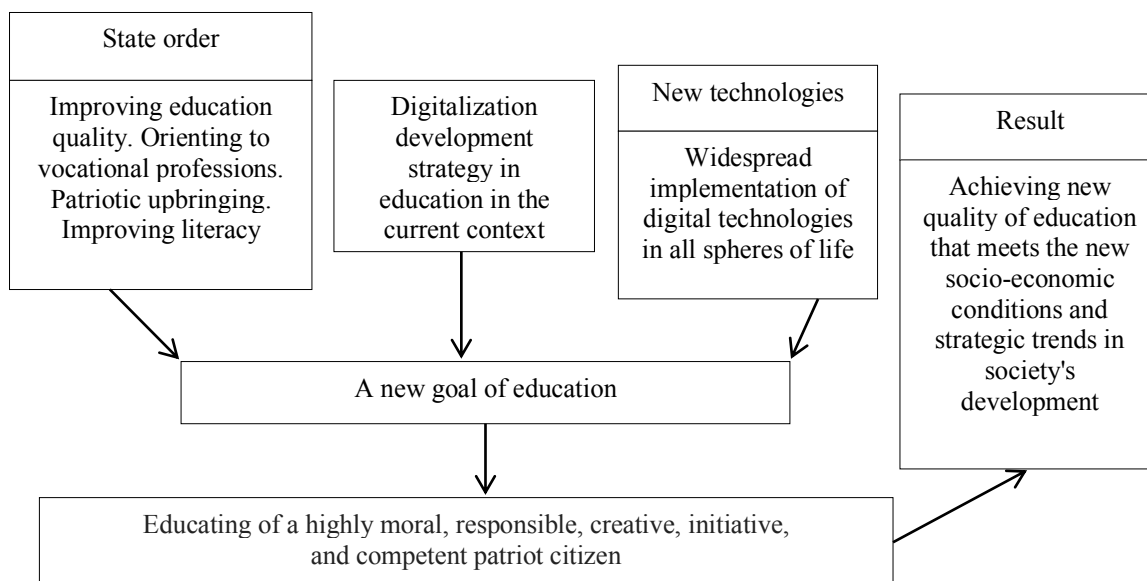 State order
Improving education
quality. Orienting to
vocational professions.
Patriotic upbringing.
Improving literacy
Digitalization
development
strategy in
education in the
current context
New technologies
Widespread
implementation of
digital technologies
in all spheres of life
Result
Achieving new
quality of education
that meets the new
socio-economic
conditions and
strategic trends in
society's
development
A new goal of education
Educating of a highly moral, responsible, creative, initiative,
and competent patriot citizen